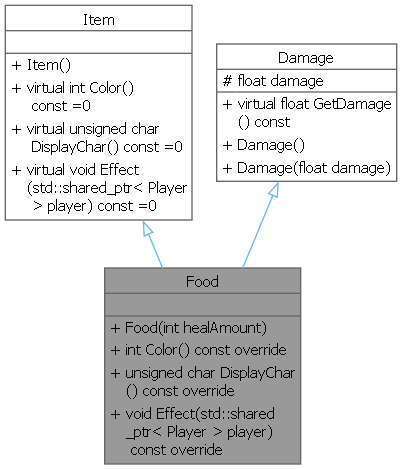 Item
+ Item()
+ virtual int Color()
const =0
+ virtual unsigned char
DisplayChar() const =0
+ virtual void Effect
(std::shared_ptr< Player
> player) const =0
Damage
# float damage
+ virtual float GetDamage
() const
+ Damage()
+ Damage(float damage)
Food
+ Food(int healAmount)
+ int Color() const override
+ unsigned char DisplayChar
() const override
+ void Effect(std::shared
_ptr< Player > player)
const override